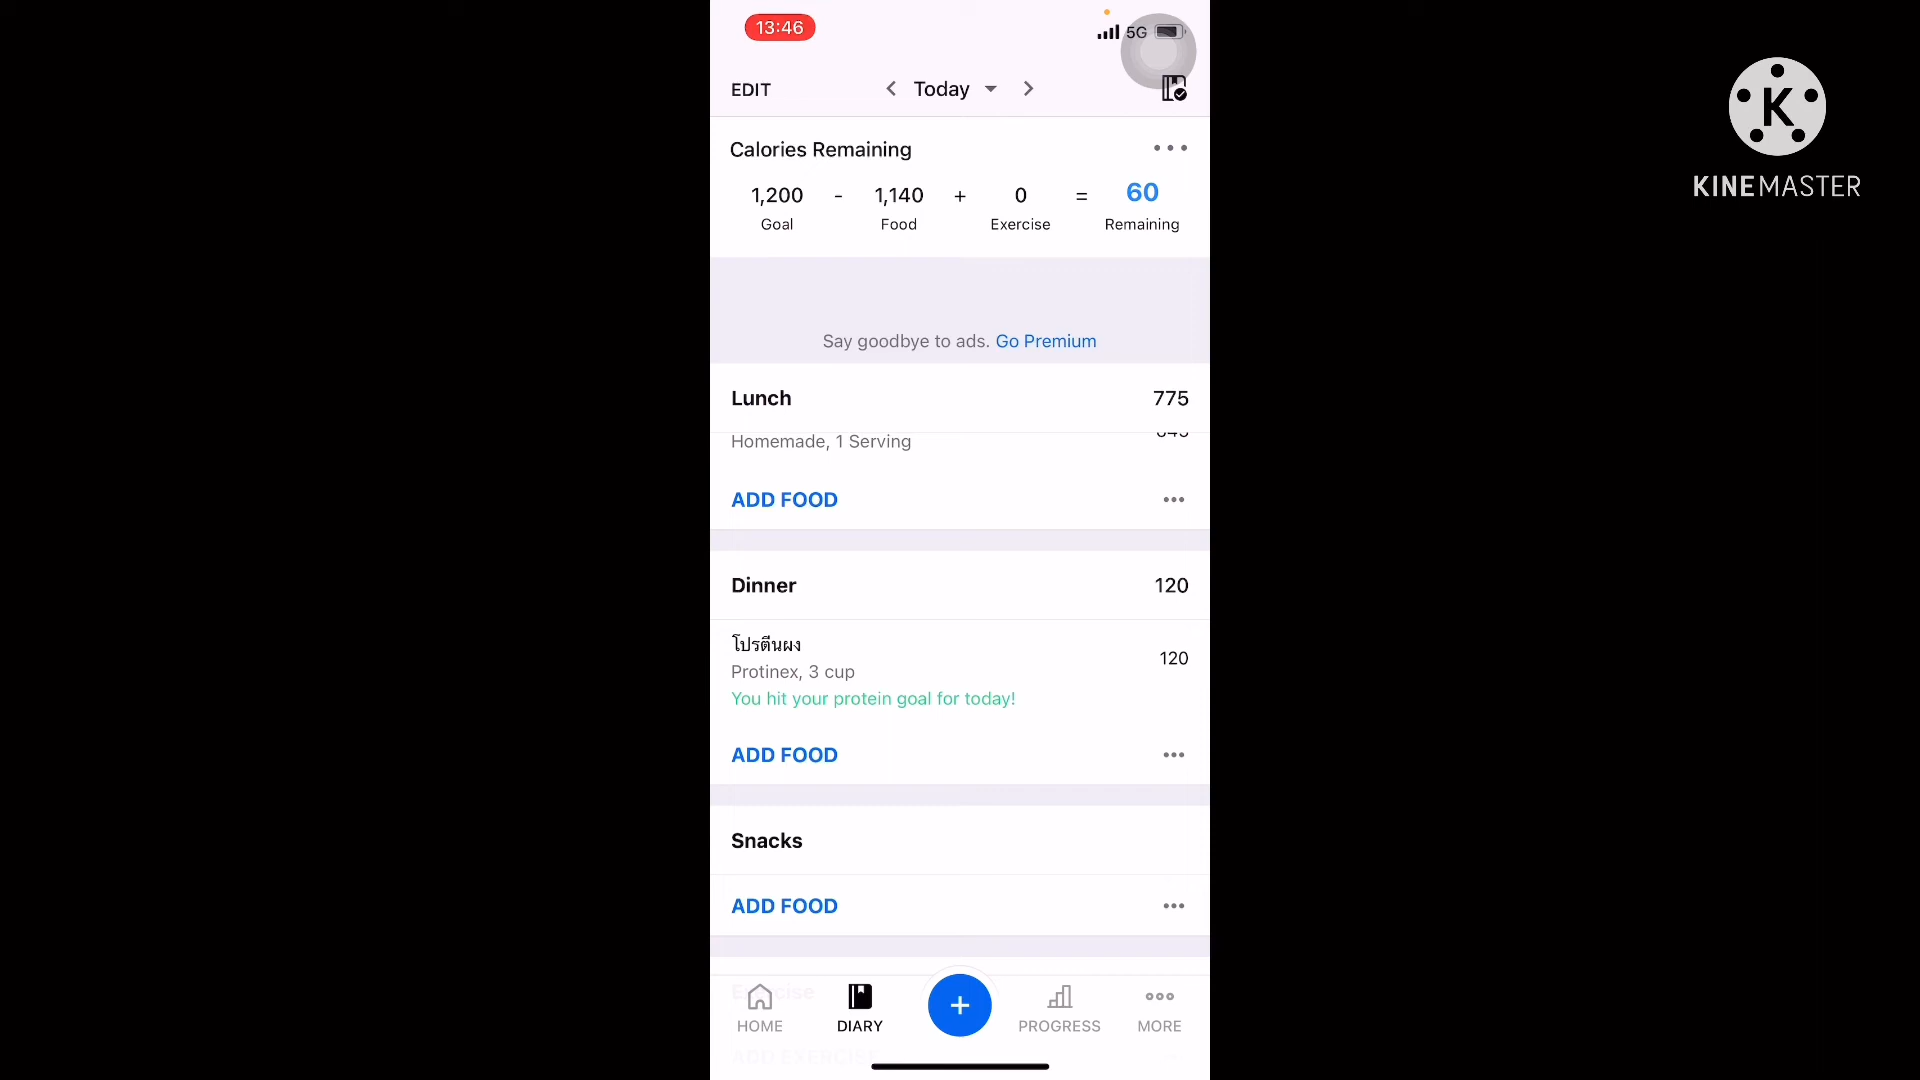 13:46
5G
EDIT
Today
K
KINEMASTER
Calories Remaining
1,200 - 1,140 + 0 = 60
Goal Food Exercise Remaining
Say goodbye to ads. Go Premium
Lunch 775
Homemade, 1 Serving
ADD FOOD
Dinner 120
โปรตีนผง
120
Protinex, 3 cup
You hit your protein goal for today!
ADD FOOD
Snacks
ADD FOOD
Exercise
HOME DIARY PROGRESS MORE
ADD EXERCISE